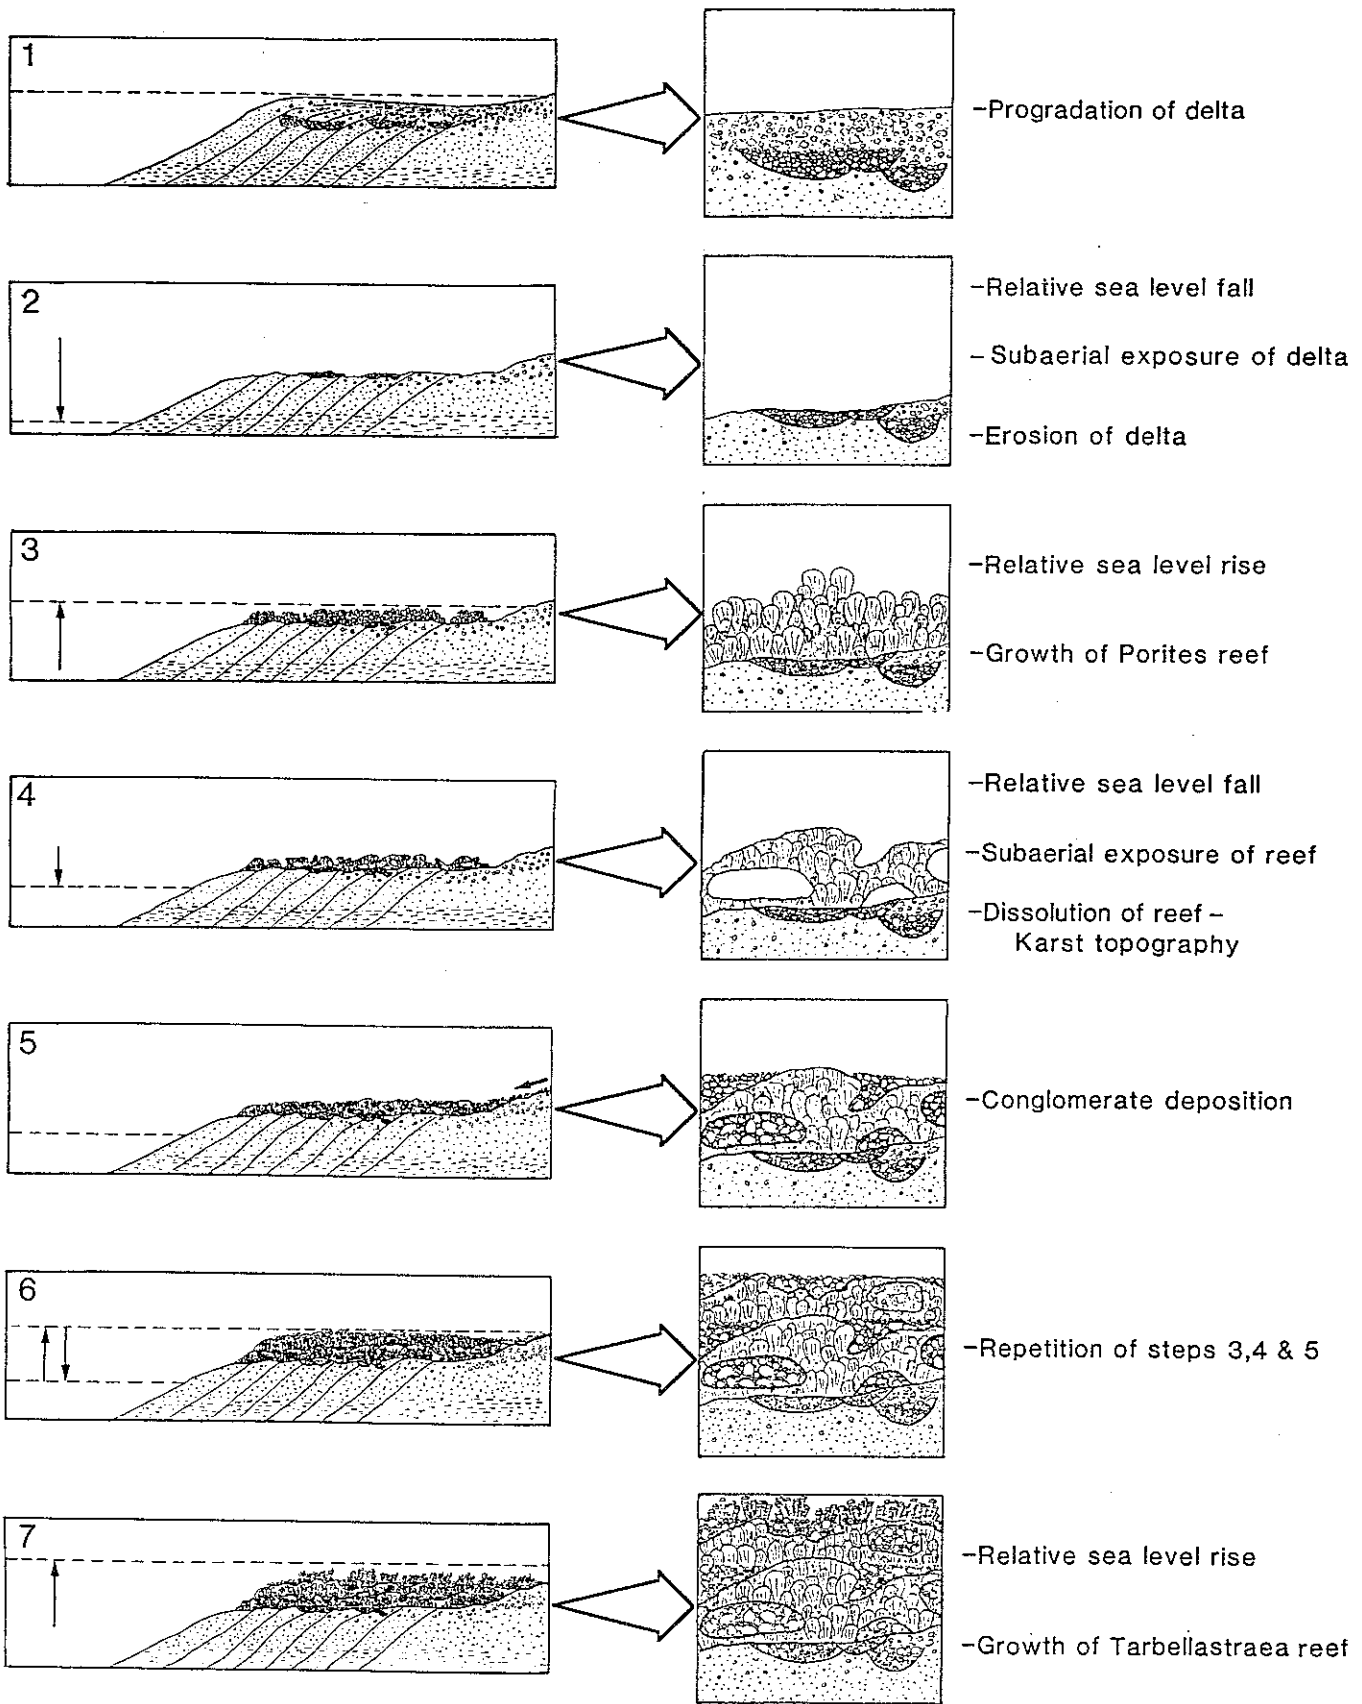 1
-Progradation of delta
2
-Relative sea level fall
-Subaerial exposure of delta
-Erosion of delta
3
-Relative sea level rise
-Growth of Porites reef
4
-Relative sea level fall
-Subaerial exposure of reef
-Dissolution of reef –
Karst topography
5
-Conglomerate deposition
6
-Repetition of steps 3,4 & 5
7
-Relative sea level rise
-Growth of Tarbellastraea reef